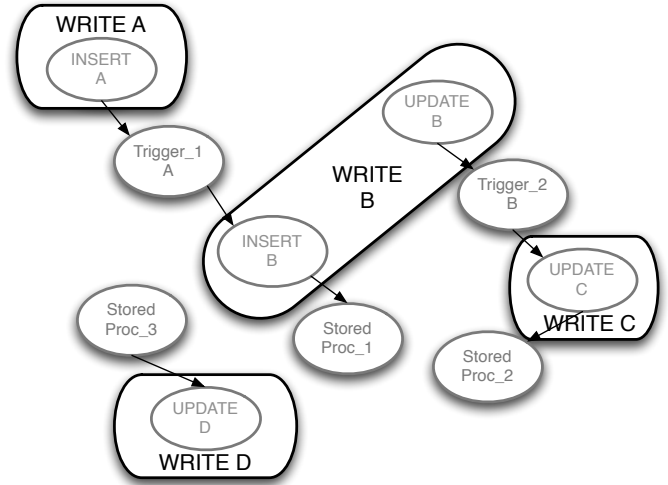 WRITE A
INSERT
A
Trigger_1
A
UPDATE
B
WRITE
B
Trigger_2
B
INSERT
B
UPDATE
C
WRITE C
Stored
Proc_3
Stored
Proc_1
Stored
Proc_2
UPDATE
D
WRITE D